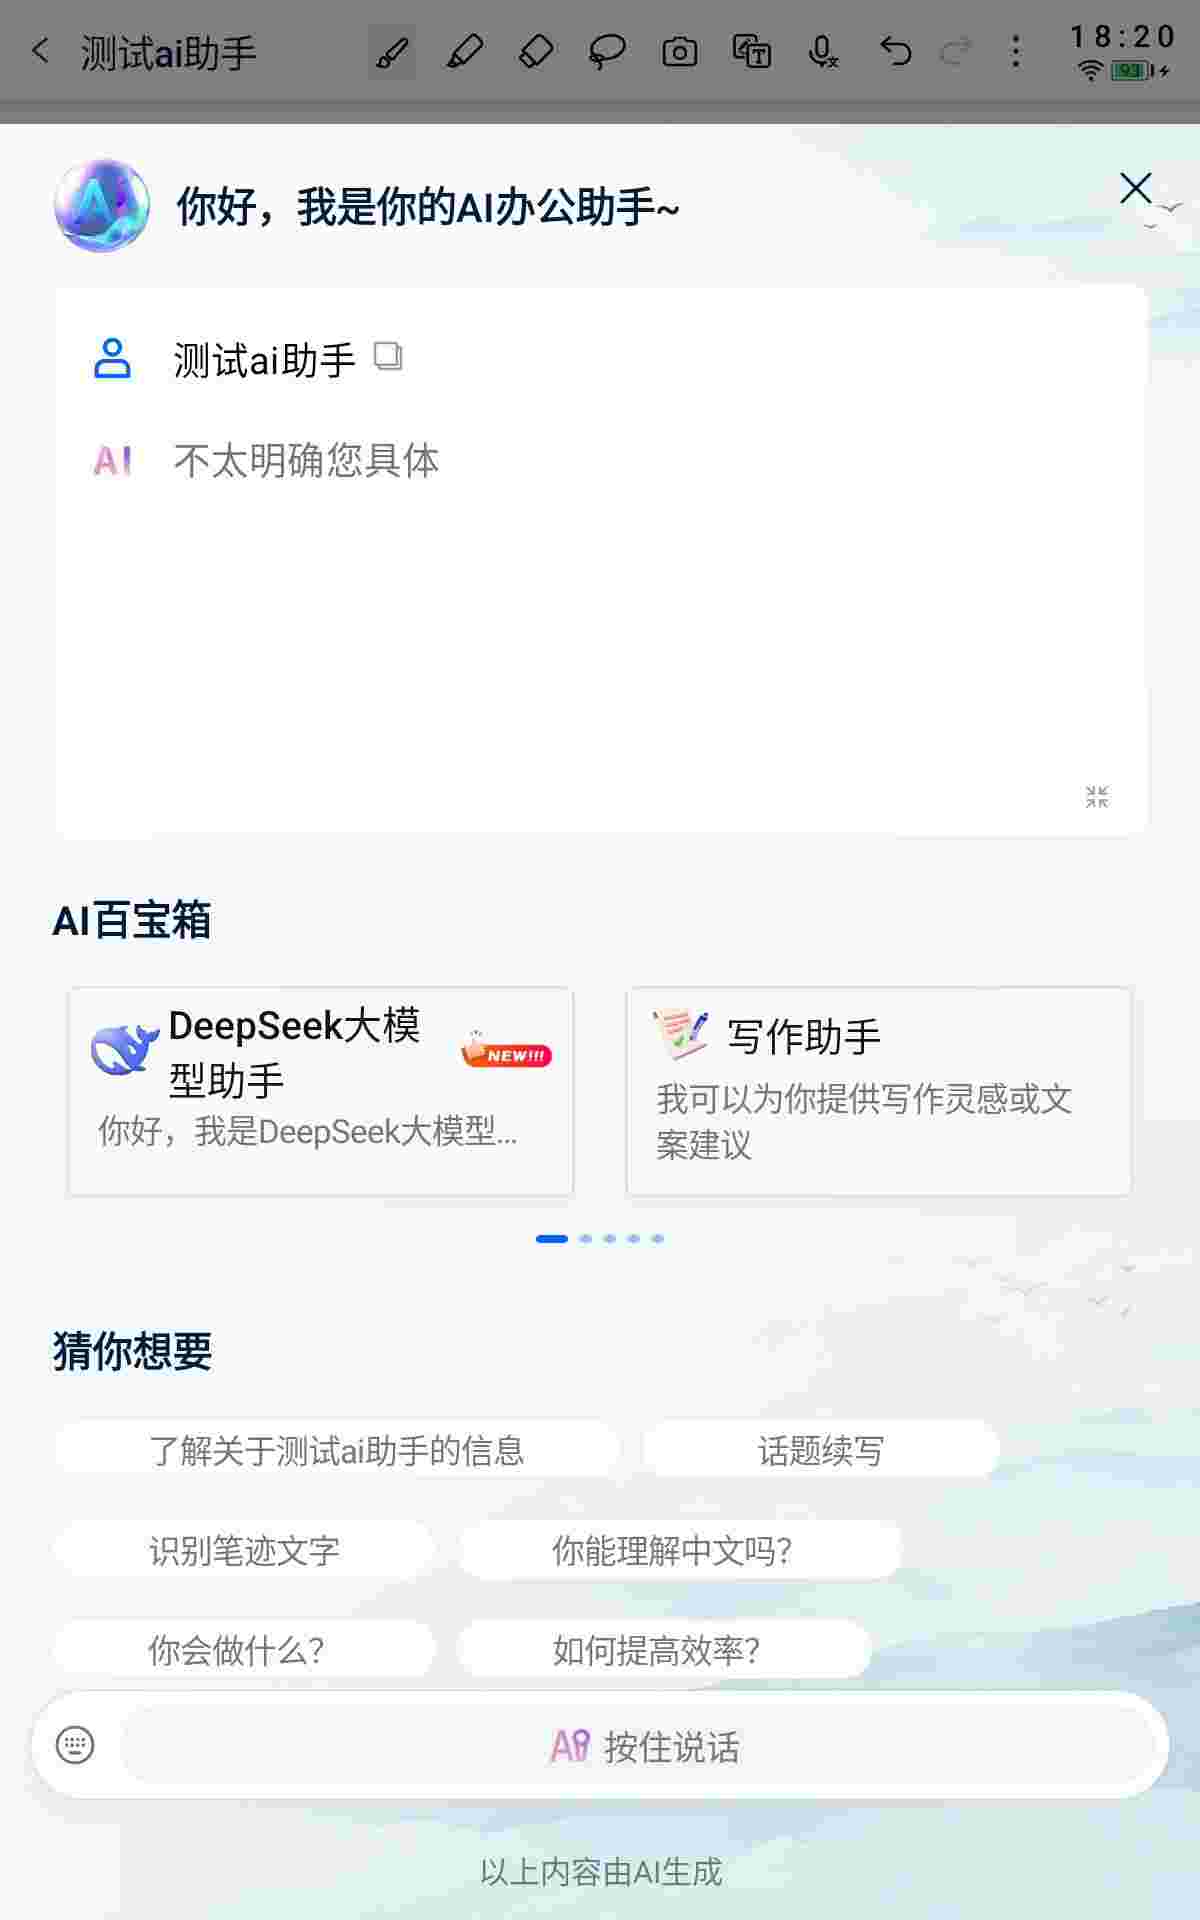 测试ai助手
18:20
93
你好，我是你的AI办公助手~
测试ai助手
AI 不太明确您具体
AI百宝箱
DeepSeek大模
型助手
NEW!!!
你好，我是DeepSeek大模型...
写作助手
我可以为你提供写作灵感或文
案建议
猜你想要
了解关于测试ai助手的信息
话题续写
识别笔迹文字
你能理解中文吗？
你会做什么？
如何提高效率？
AI 按住说话
以上内容由AI生成